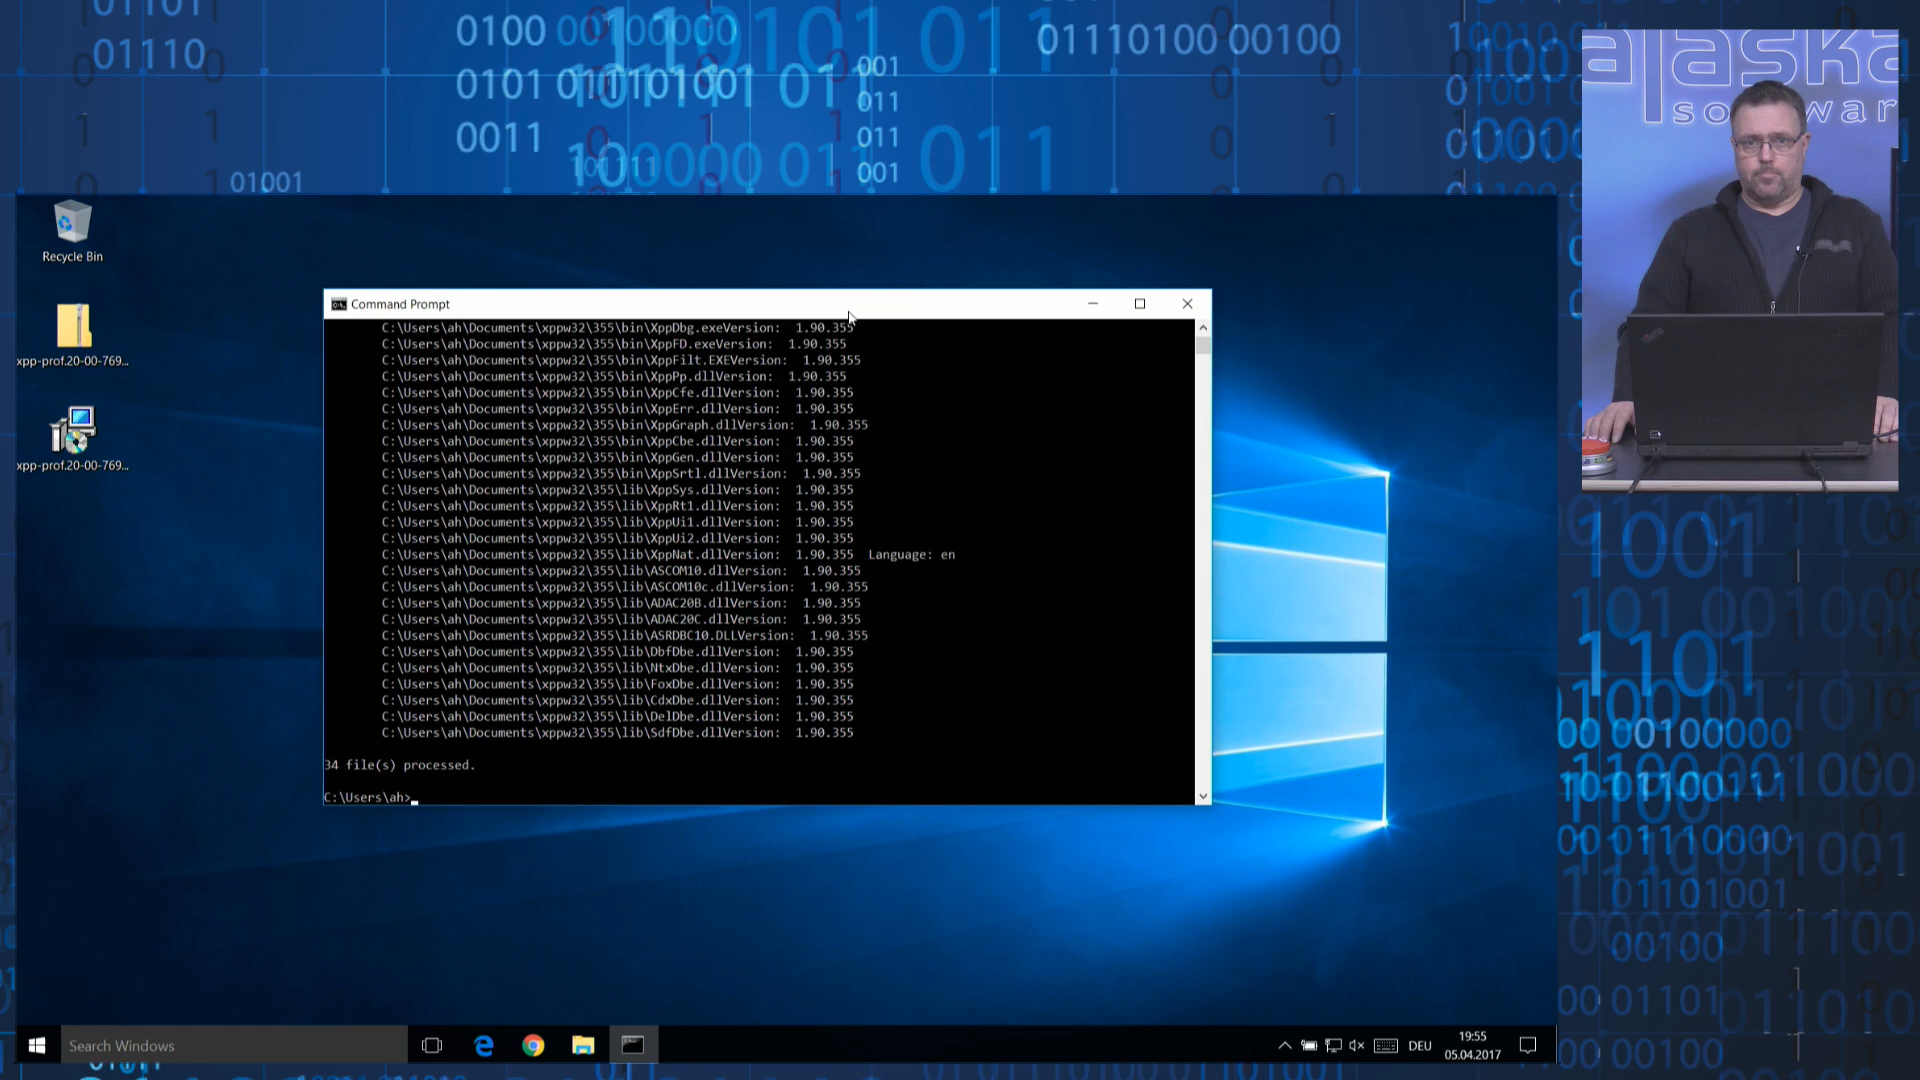 alaska
software
Recycle Bin
xpp-prof.20-00-769...
xpp-prof.20-00-769...
Command Prompt
C:\Users\ah\Documents\xppw32\355\bin\XppDbg.exeVersion:  1.90.355
C:\Users\ah\Documents\xppw32\355\bin\XppFD.exeVersion:  1.90.355
C:\Users\ah\Documents\xppw32\355\bin\XppFilt.EXEVersion:  1.90.355
C:\Users\ah\Documents\xppw32\355\bin\XppPp.dllVersion:  1.90.355
C:\Users\ah\Documents\xppw32\355\bin\XppCfe.dllVersion:  1.90.355
C:\Users\ah\Documents\xppw32\355\bin\XppErr.dllVersion:  1.90.355
C:\Users\ah\Documents\xppw32\355\bin\XppGraph.dllVersion:  1.90.355
C:\Users\ah\Documents\xppw32\355\bin\XppCbe.dllVersion:  1.90.355
C:\Users\ah\Documents\xppw32\355\bin\XppGen.dllVersion:  1.90.355
C:\Users\ah\Documents\xppw32\355\bin\XppSrtl.dllVersion:  1.90.355
C:\Users\ah\Documents\xppw32\355\lib\XppSys.dllVersion:  1.90.355
C:\Users\ah\Documents\xppw32\355\lib\XppRt1.dllVersion:  1.90.355
C:\Users\ah\Documents\xppw32\355\lib\XppUi1.dllVersion:  1.90.355
C:\Users\ah\Documents\xppw32\355\lib\XppUi2.dllVersion:  1.90.355
C:\Users\ah\Documents\xppw32\355\lib\XppNat.dllVersion:  1.90.355  Language: en
C:\Users\ah\Documents\xppw32\355\lib\ASCOM10.dllVersion:  1.90.355
C:\Users\ah\Documents\xppw32\355\lib\ASCOM10c.dllVersion:  1.90.355
C:\Users\ah\Documents\xppw32\355\lib\ADAC20B.dllVersion:  1.90.355
C:\Users\ah\Documents\xppw32\355\lib\ADAC20C.dllVersion:  1.90.355
C:\Users\ah\Documents\xppw32\355\lib\ASRDBC10.DLLVersion:  1.90.355
C:\Users\ah\Documents\xppw32\355\lib\DbfDbe.dllVersion:  1.90.355
C:\Users\ah\Documents\xppw32\355\lib\NtxDbe.dllVersion:  1.90.355
C:\Users\ah\Documents\xppw32\355\lib\FoxDbe.dllVersion:  1.90.355
C:\Users\ah\Documents\xppw32\355\lib\CdxDbe.dllVersion:  1.90.355
C:\Users\ah\Documents\xppw32\355\lib\DelDbe.dllVersion:  1.90.355
C:\Users\ah\Documents\xppw32\355\lib\SdfDbe.dllVersion:  1.90.355
34 file(s) processed.
C:\Users\ah>
Search Windows
DEU
19:55
05.04.2017